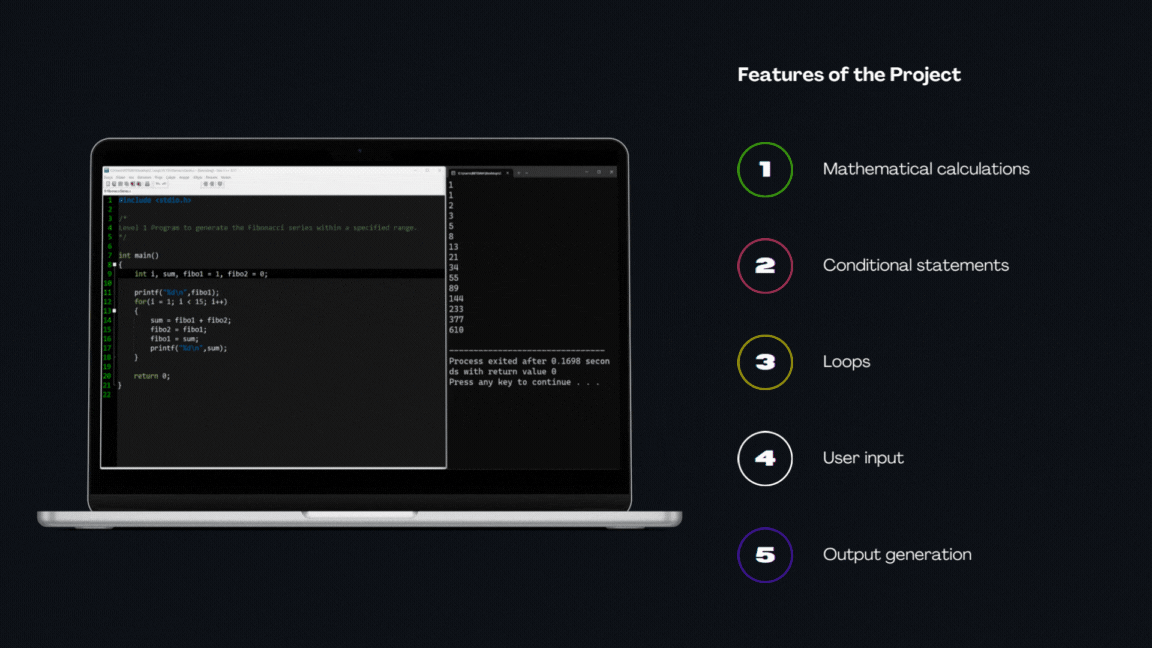 Features of the Project
1 Mathematical calculations
2 Conditional statements
3 Loops
4 User input
5 Output generation
1 #include <stdio.h>
2
3 /*
4 Level 1 Program to generate the Fibonacci series within a specified range.
5 */
6
7 int main()
8 {
9 int i, sum, fibo1 = 1, fibo2 = 0;
10
11 printf("%d\n",fibo1);
12 for(i = 1; i < 15; i++)
13 {
14 sum = fibo1 + fibo2;
15 fibo2 = fibo1;
16 fibo1 = sum;
17 printf("%d\n",sum);
18 }
19
20 return 0;
21 }
22
1
1
2
3
5
8
13
21
34
55
89
144
233
377
610
--------------------------------
Process exited after 0.1698 secon
ds with return value 0
Press any key to continue . . .